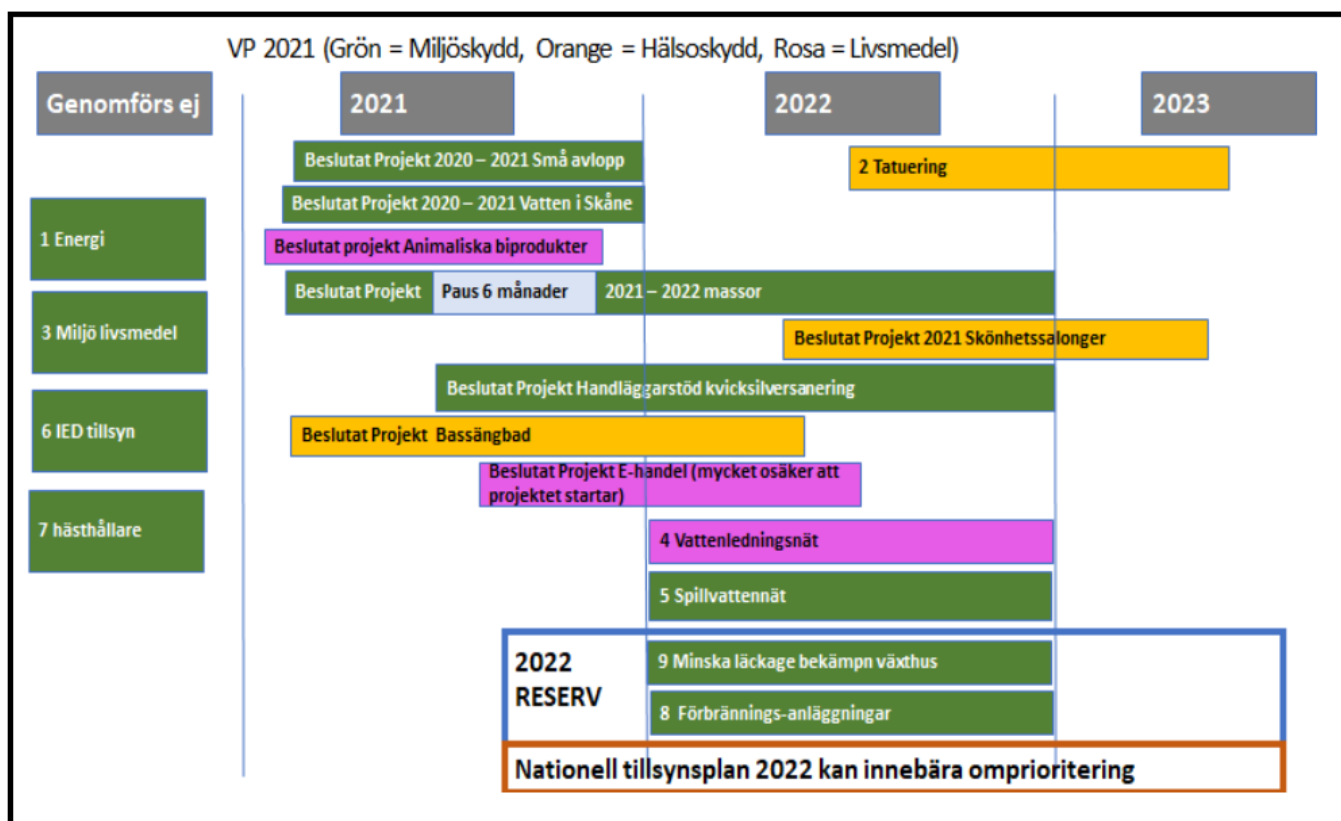 VP 2021 (Grön = Miljöskydd, Orange = Hälsoskydd, Rosa = Livsmedel)
Genomförs ej
2021
2022
2023
Beslutat Projekt 2020 – 2021 Små avlopp
2 Tatuering
Beslutat Projekt 2020 – 2021 Vatten i Skåne
1 Energi
Beslutat projekt Animaliska biprodukter
Beslutat Projekt
Paus 6 månader
2021 – 2022 massor
3 Miljö livsmedel
Beslutat Projekt 2021 Skönhetssalonger
Beslutat Projekt Handläggarstöd kvicksilversanering
6 IED tillsyn
Beslutat Projekt Bassängbad
Beslutat Projekt E-handel (mycket osäker att
projektet startar)
7 hästhållare
4 Vattenledningsnät
5 Spillvattennät
2022
RESERV
9 Minska läckage bekämpn växthus
8 Förbrännings-anläggningar
Nationell tillsynsplan 2022 kan innebära omprioritering